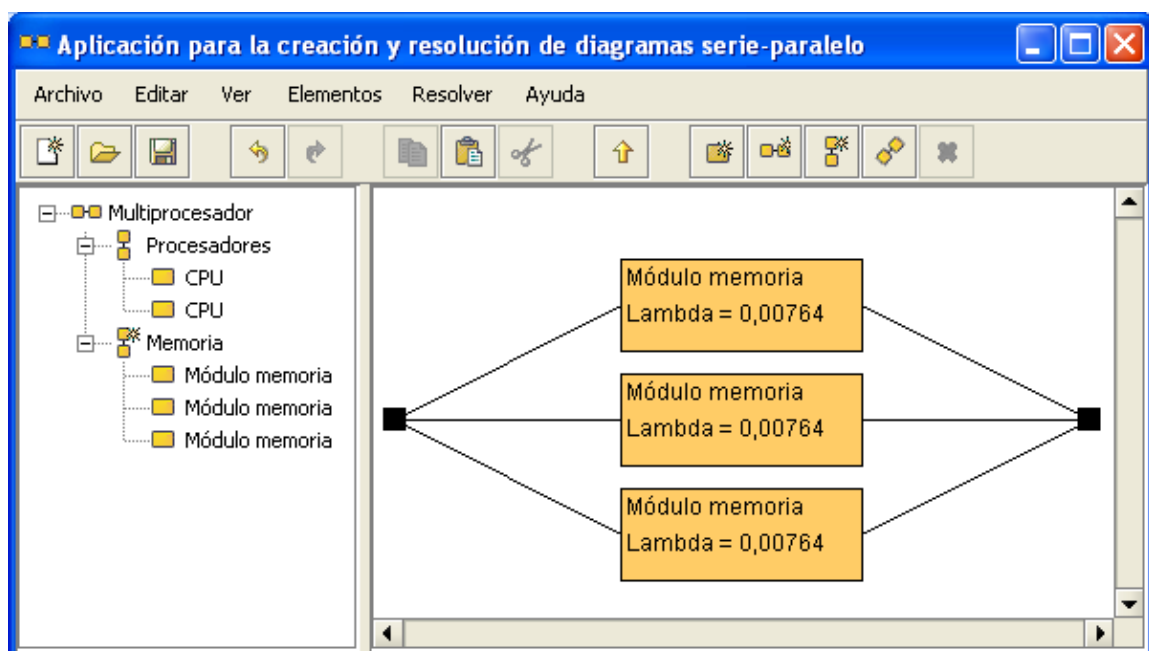 Aplicación para la creación y resolución de diagramas serie-paralelo
Archivo Editar Ver Elementos Resolver Ayuda
Multiprocesador
Procesadores
CPU
CPU
Memoria
Módulo memoria
Módulo memoria
Módulo memoria
Módulo memoria
Lambda = 0,00764
Módulo memoria
Lambda = 0,00764
Módulo memoria
Lambda = 0,00764